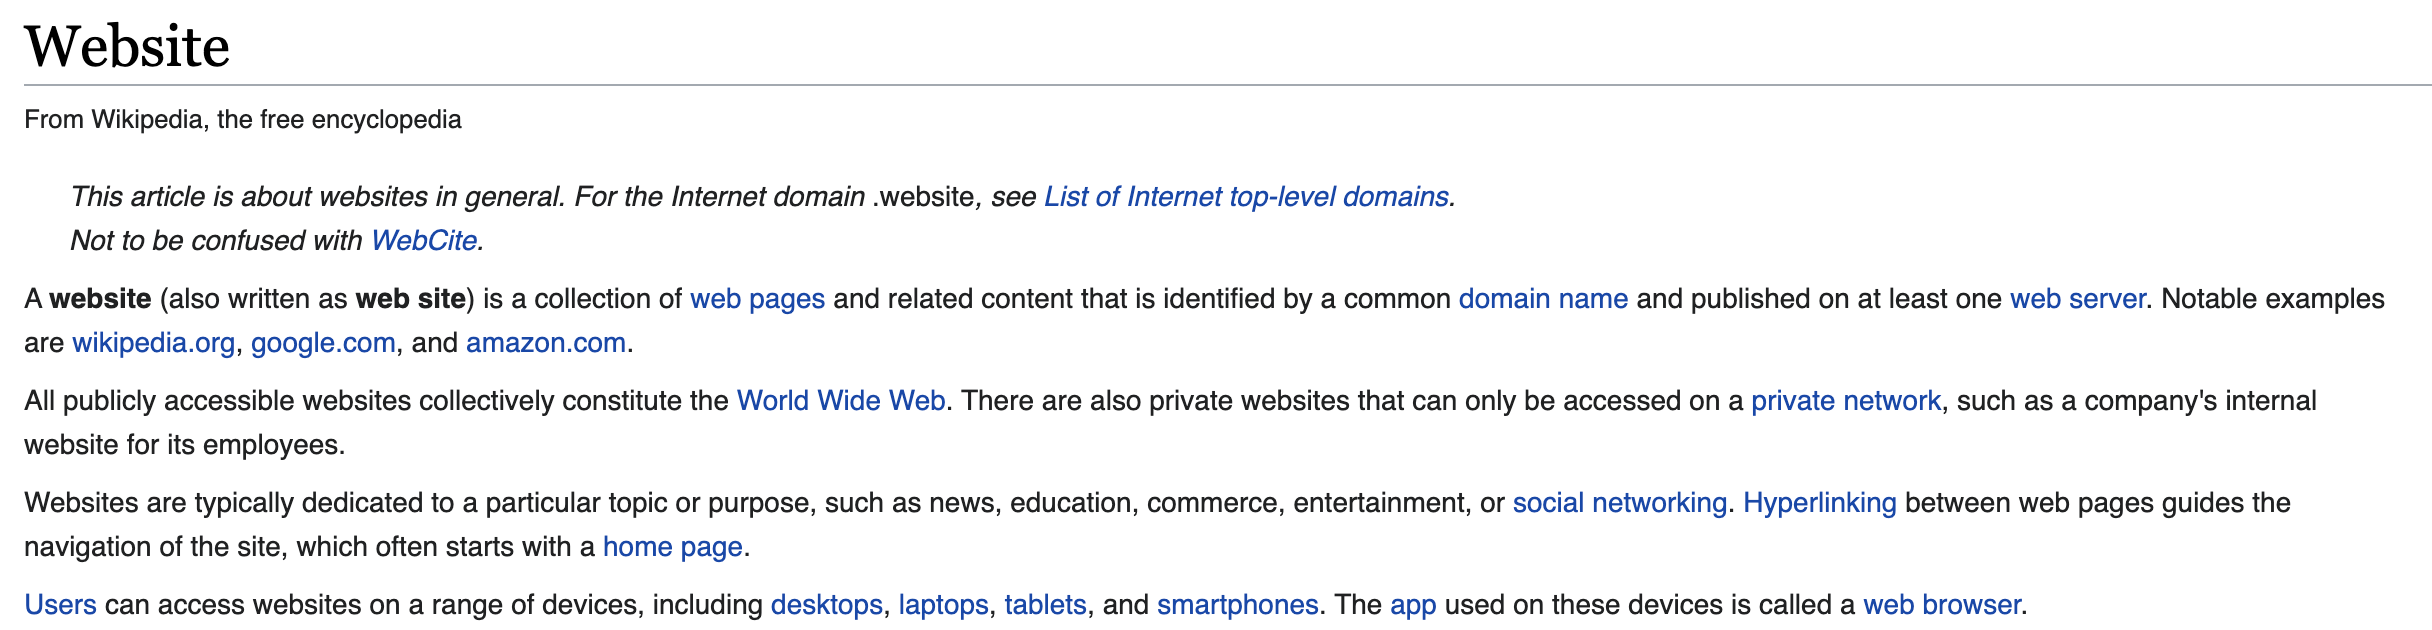 Website
From Wikipedia, the free encyclopedia
This article is about websites in general. For the Internet domain .website, see List of Internet top-level domains.
Not to be confused with WebCite.
A website (also written as web site) is a collection of web pages and related content that is identified by a common domain name and published on at least one web server. Notable examples
are wikipedia.org, google.com, and amazon.com.
All publicly accessible websites collectively constitute the World Wide Web. There are also private websites that can only be accessed on a private network, such as a company's internal
website for its employees.
Websites are typically dedicated to a particular topic or purpose, such as news, education, commerce, entertainment, or social networking. Hyperlinking between web pages guides the
navigation of the site, which often starts with a home page.
Users can access websites on a range of devices, including desktops, laptops, tablets, and smartphones. The app used on these devices is called a web browser.